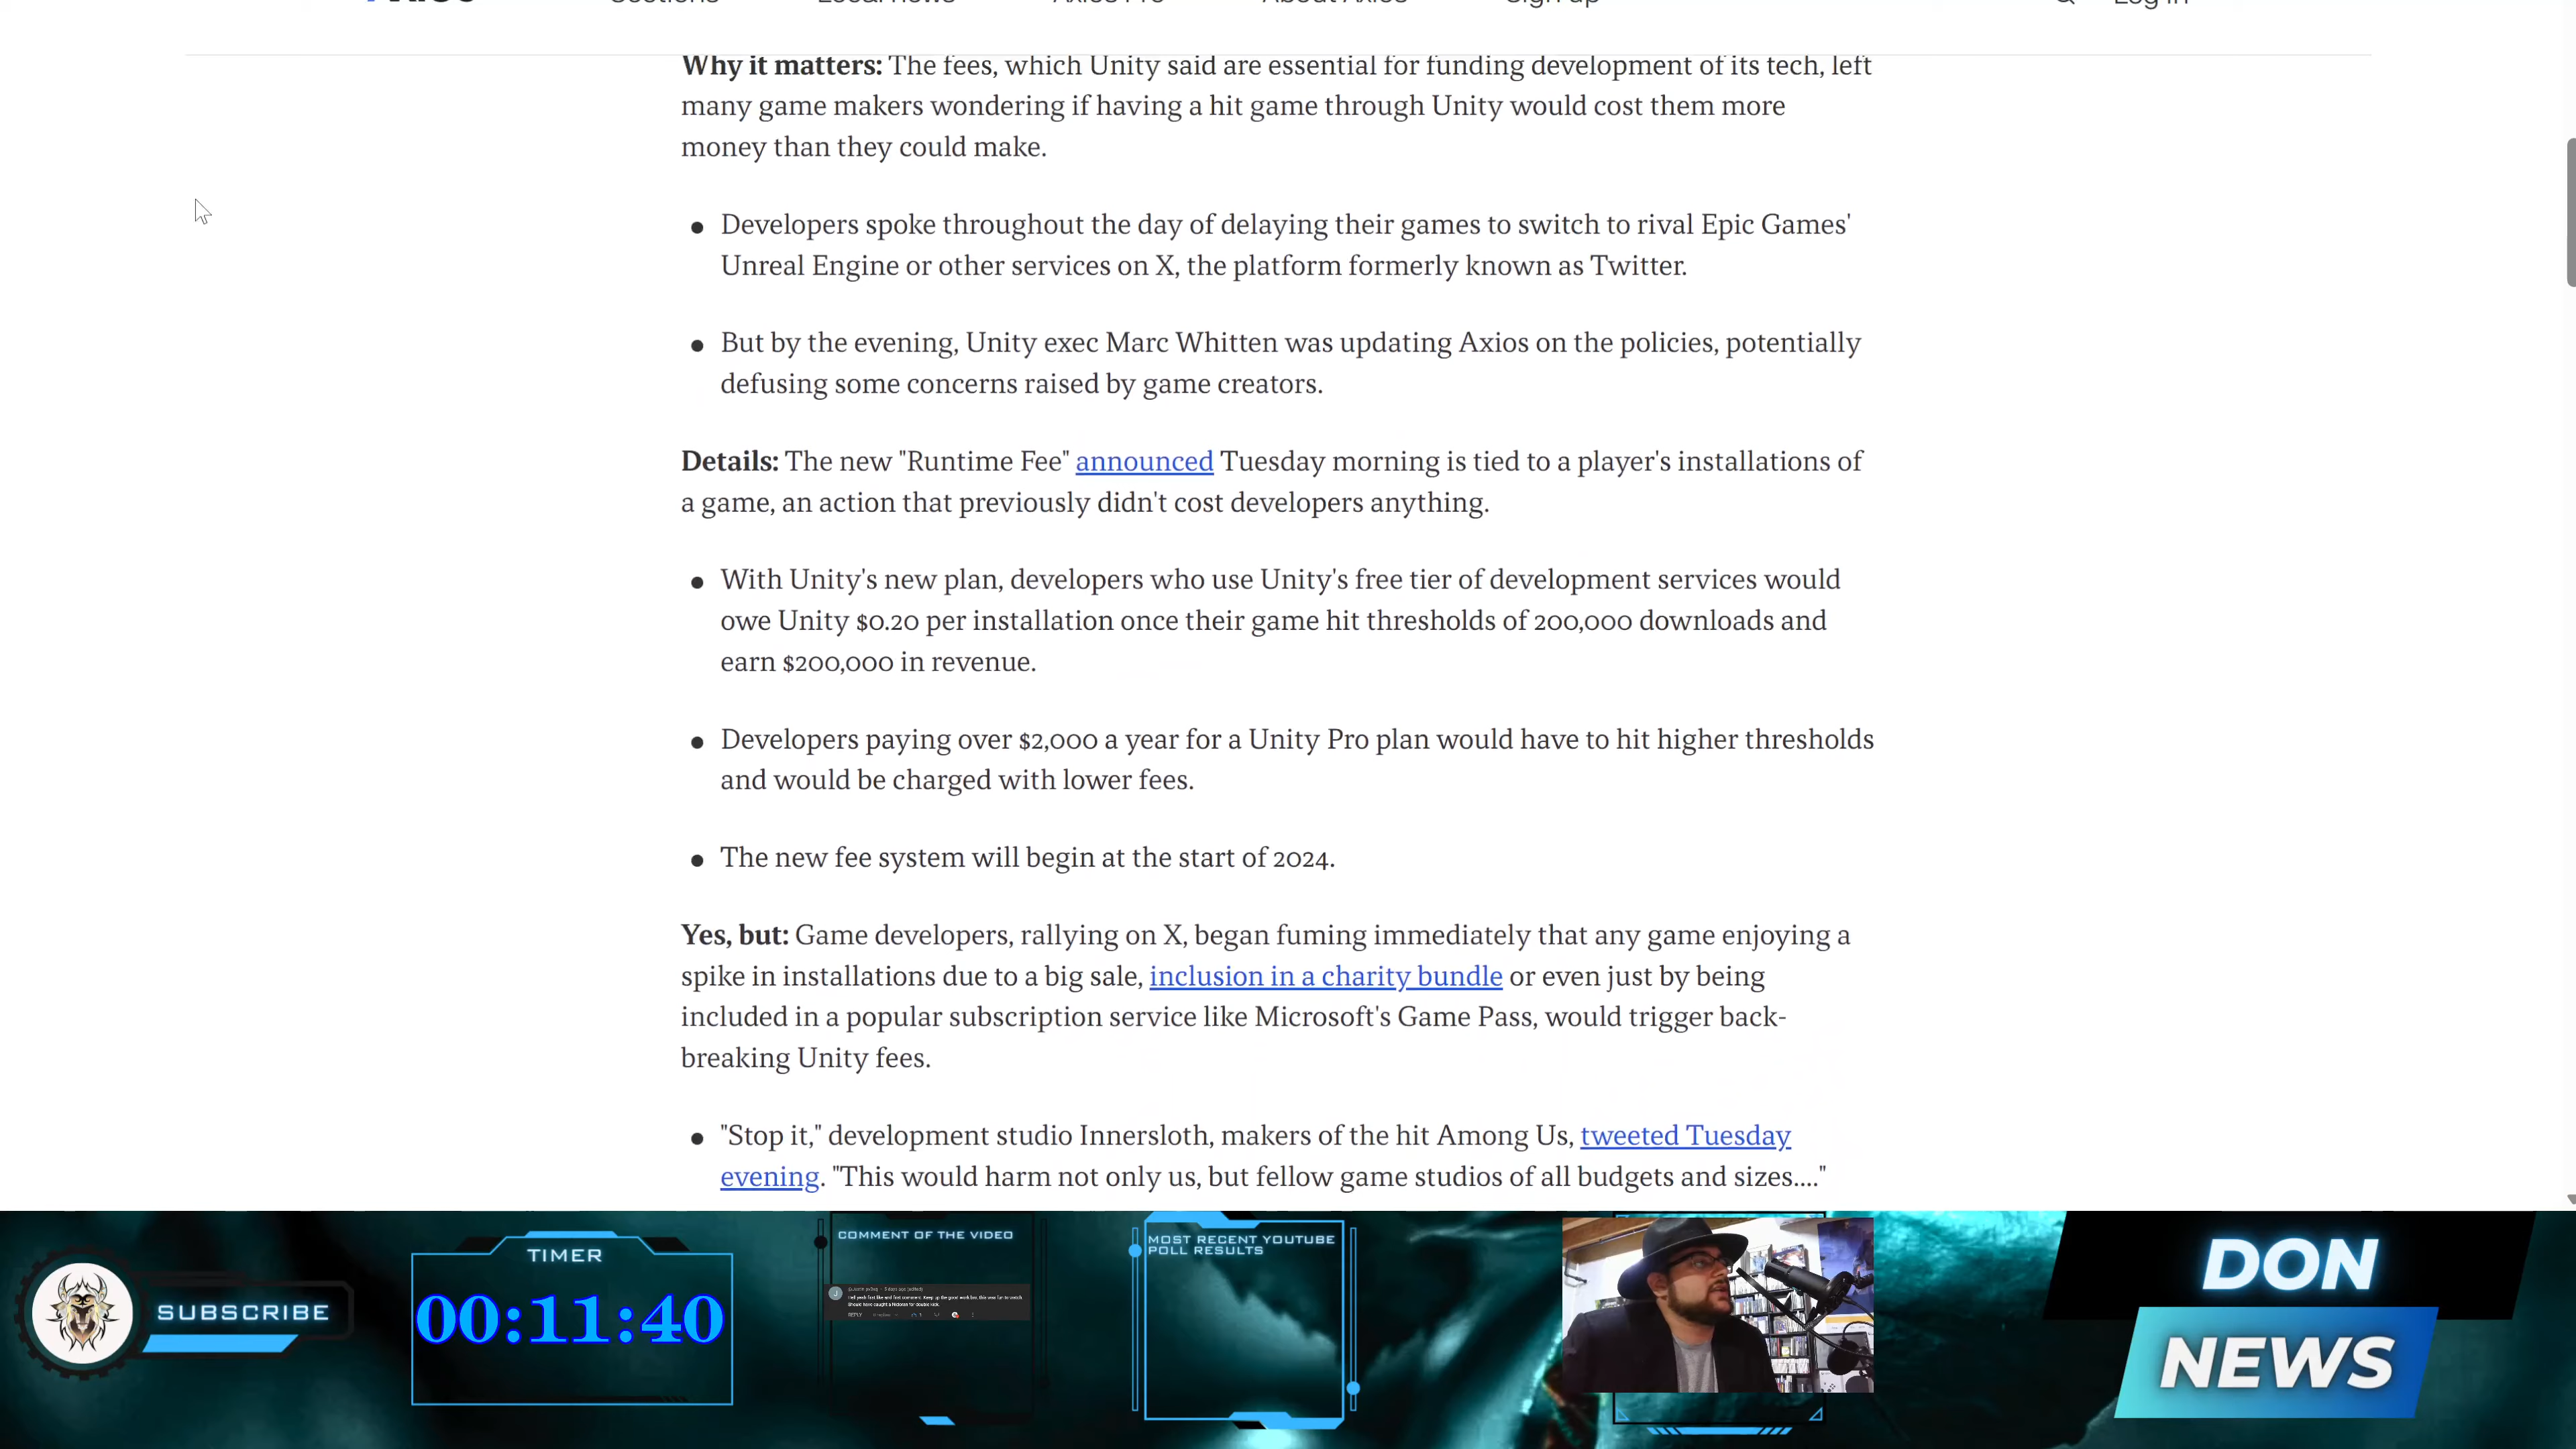 Why it matters: The fees, which Unity said are essential for funding development of its tech, left
many game makers wondering if having a hit game through Unity would cost them more
money than they could make.
● Developers spoke throughout the day of delaying their games to switch to rival Epic Games'
Unreal Engine or other services on X, the platform formerly known as Twitter.
● But by the evening, Unity exec Marc Whitten was updating Axios on the policies, potentially
defusing some concerns raised by game creators.
Details: The new "Runtime Fee" announced Tuesday morning is tied to a player's installations of
a game, an action that previously didn't cost developers anything.
● With Unity's new plan, developers who use Unity's free tier of development services would
owe Unity $0.20 per installation once their game hit thresholds of 200,000 downloads and
earn $200,000 in revenue.
● Developers paying over $2,000 a year for a Unity Pro plan would have to hit higher thresholds
and would be charged with lower fees.
● The new fee system will begin at the start of 2024.
Yes, but: Game developers, rallying on X, began fuming immediately that any game enjoying a
spike in installations due to a big sale, inclusion in a charity bundle or even just by being
included in a popular subscription service like Microsoft's Game Pass, would trigger back-
breaking Unity fees.
● "Stop it," development studio Innersloth, makers of the hit Among Us, tweeted Tuesday
evening. "This would harm not only us, but fellow game studios of all budgets and sizes...."
SUBSCRIBE
TIMER
00:11:40
COMMENT OF THE VIDEO
REPLY
MOST RECENT YOUTUBE
POLL RESULTS
DON
NEWS